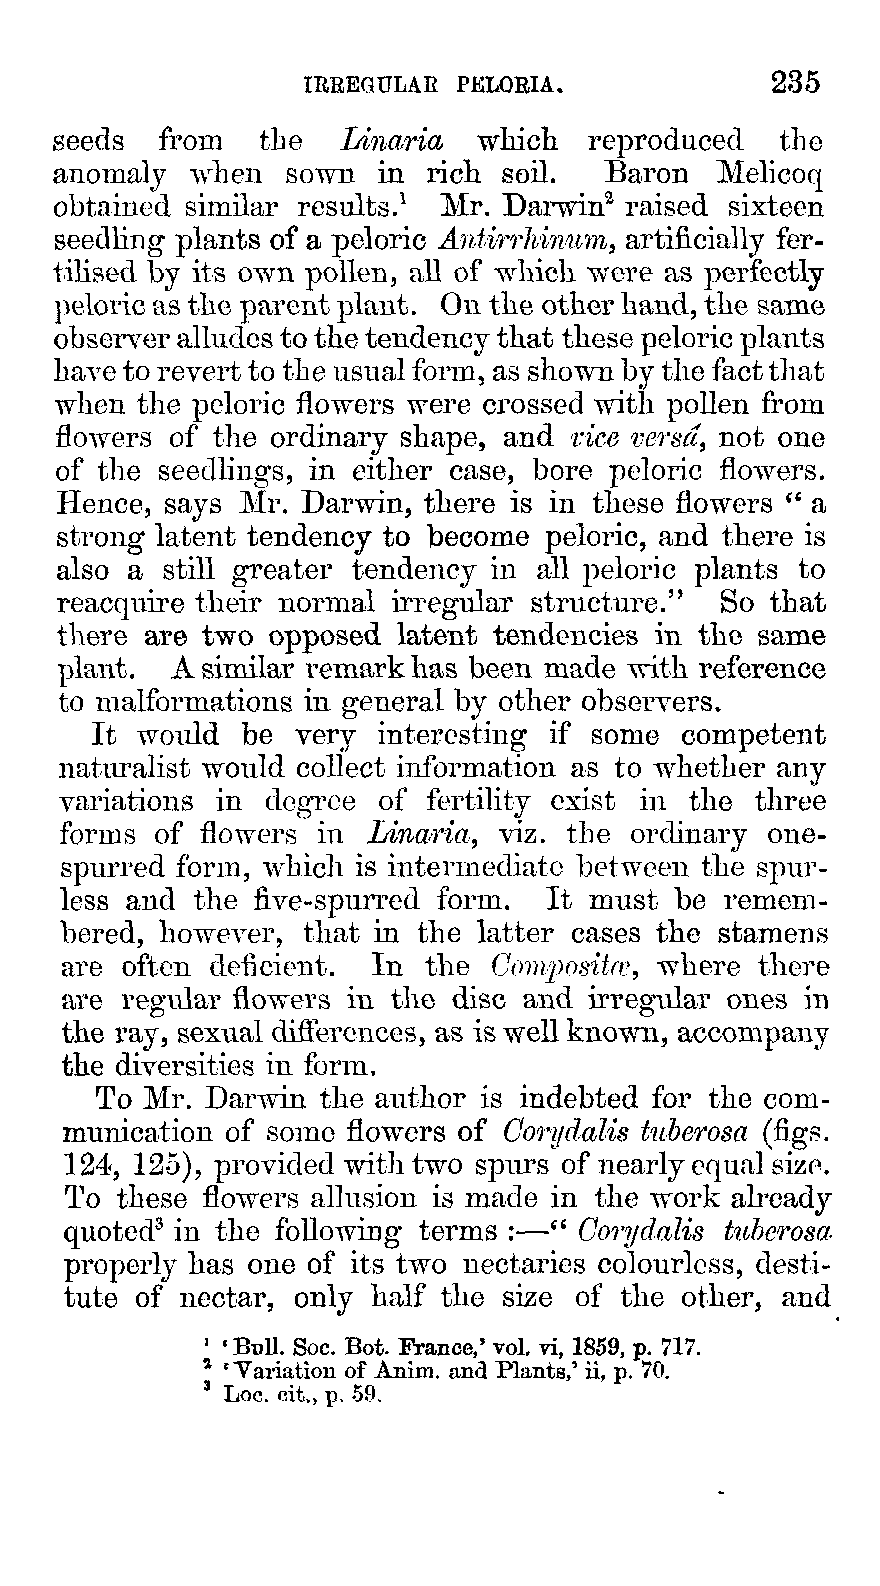 IRREGULAR PELORIA. 235
seeds from the Linaria which reproduced the
anomaly when sown in rich soil. Baron Melicoq
obtained similar results.¹ Mr. Darwin² raised sixteen
seedling plants of a peloric Antirrhinum, artificially fer-
tilised by its own pollen, all of which were as perfectly
peloric as the parent plant. On the other hand, the same
observer alludes to the tendency that these peloric plants
have to revert to the usual form, as shown by the fact that
when the peloric flowers were crossed with pollen from
flowers of the ordinary shape, and vice versâ, not one
of the seedlings, in either case, bore peloric flowers.
Hence, says Mr. Darwin, there is in these flowers “ a
strong latent tendency to become peloric, and there is
also a still greater tendency in all peloric plants to
reacquire their normal irregular structure.” So that
there are two opposed latent tendencies in the same
plant. A similar remark has been made with reference
to malformations in general by other observers.
It would be very interesting if some competent
naturalist would collect information as to whether any
variations in degree of fertility exist in the three
forms of flowers in Linaria, viz. the ordinary one-
spurred form, which is intermediate between the spur-
less and the five-spurred form. It must be remem-
bered, however, that in the latter cases the stamens
are often deficient. In the Compositæ, where there
are regular flowers in the disc and irregular ones in
the ray, sexual differences, as is well known, accompany
the diversities in form.
To Mr. Darwin the author is indebted for the com-
munication of some flowers of Corydalis tuberosa (figs.
124, 125), provided with two spurs of nearly equal size.
To these flowers allusion is made in the work already
quoted³ in the following terms :—“ Corydalis tuberosa
properly has one of its two nectaries colourless, desti-
tute of nectar, only half the size of the other, and
¹ ‘Bull. Soc. Bot. France,’ vol. vi, 1859, p. 717.
² ‘Variation of Anim. and Plants,’ ii, p. 70.
³ Loc. cit., p. 59.